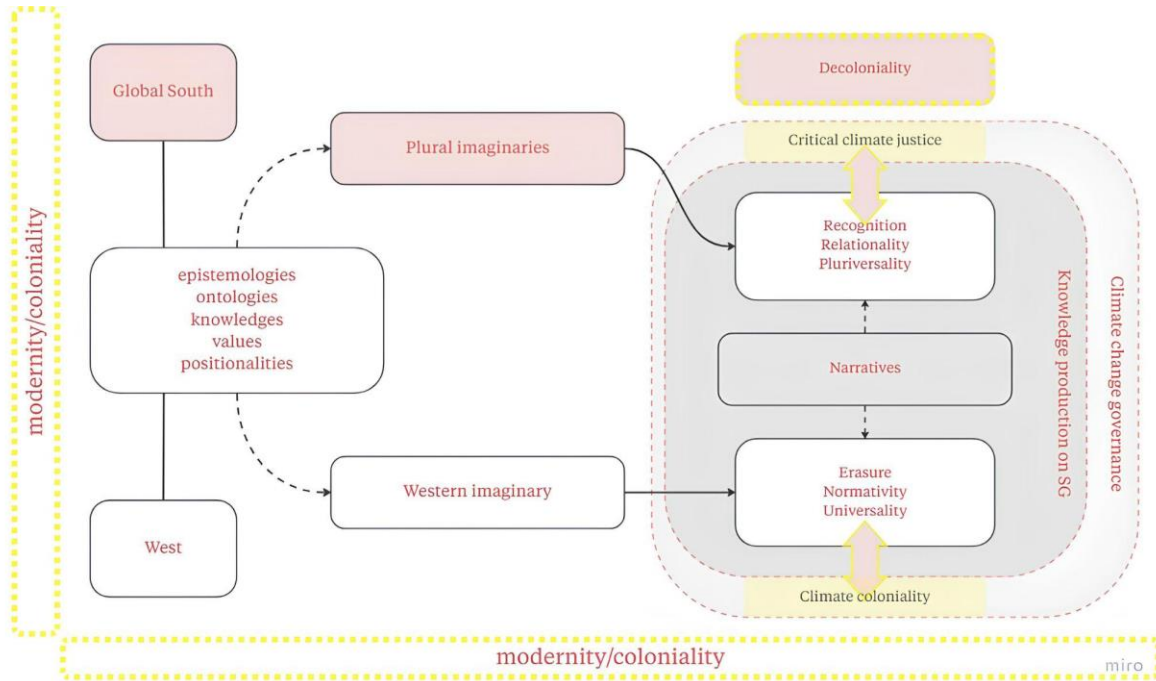 modernity/coloniality
Global South
epistemologies
ontologies
knowledges
values
positionalities
West
Plural imaginaries
Western imaginary
Decoloniality
Critical climate justice
Recognition
Relationality
Pluriversality
Narratives
Erasure
Normativity
Universality
Climate coloniality
Knowledge production on SG
Climate change governance
modernity/coloniality
miro